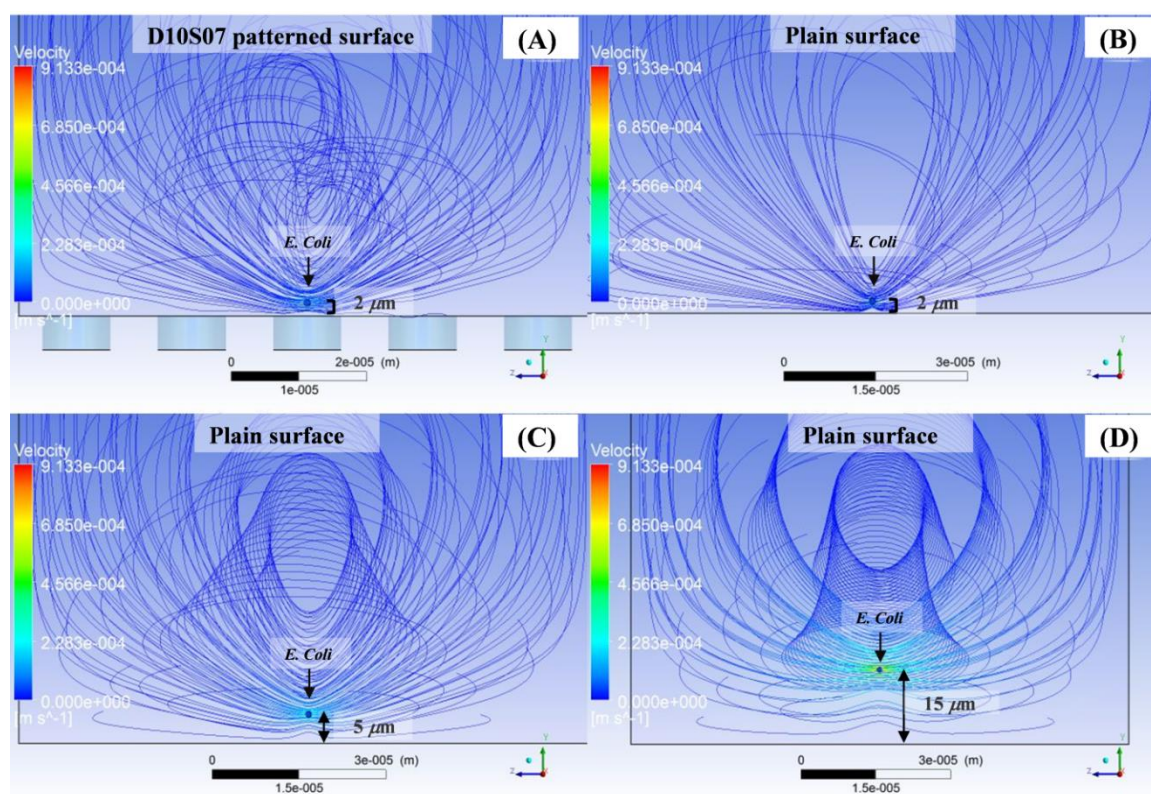 D10S07 patterned surface
(A)
Velocity
9.133e-004
6.850e-004
4.566e-004
2.283e-004
0.000e+000
[m s^-1]
E. Coli
2 μm
0
2e-005 (m)
1e-005
Y
Z
Plain surface
(B)
Velocity
9.133e-004
6.850e-004
4.566e-004
2.283e-004
0.000e+000
[m s^-1]
E. Coli
2 μm
0
3e-005 (m)
1.5e-005
Y
Z
Plain surface
(C)
Velocity
9.133e-004
6.850e-004
4.566e-004
2.283e-004
0.000e+000
[m s^-1]
E. Coli
5 μm
0
3e-005 (m)
1.5e-005
Y
Z
Plain surface
(D)
Velocity
9.133e-004
6.850e-004
4.566e-004
2.283e-004
0.000e+000
[m s^-1]
E. Coli
15 μm
0
3e-005 (m)
1.5e-005
Y
Z